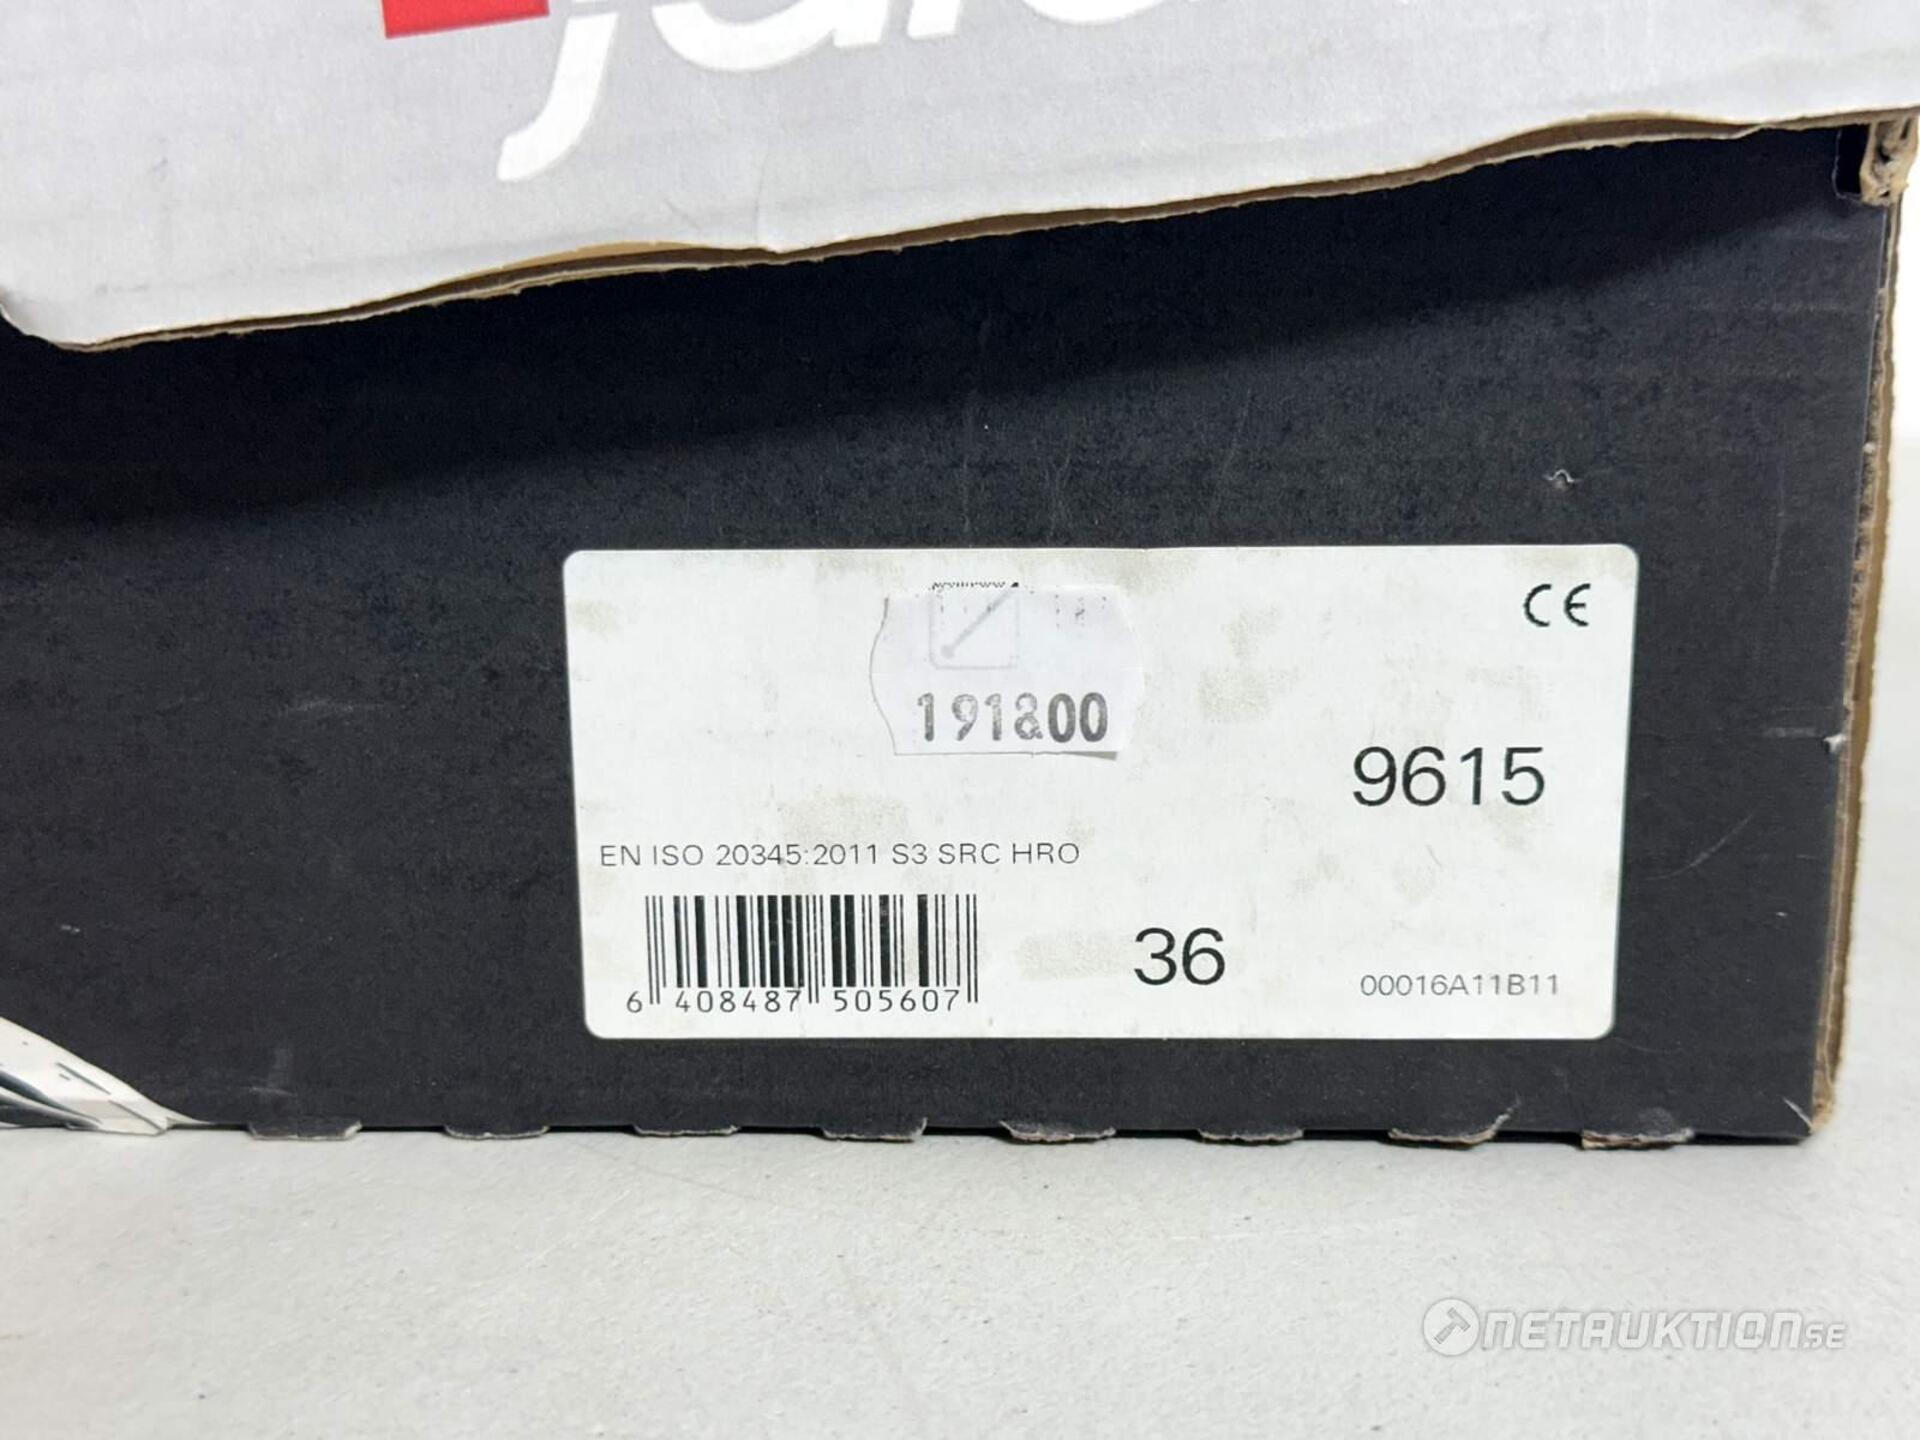 CE
191800
9615
EN ISO 20345:2011 S3 SRC HRO
36
6 408487 505607
00016A11B11
NETAUKTION.SE